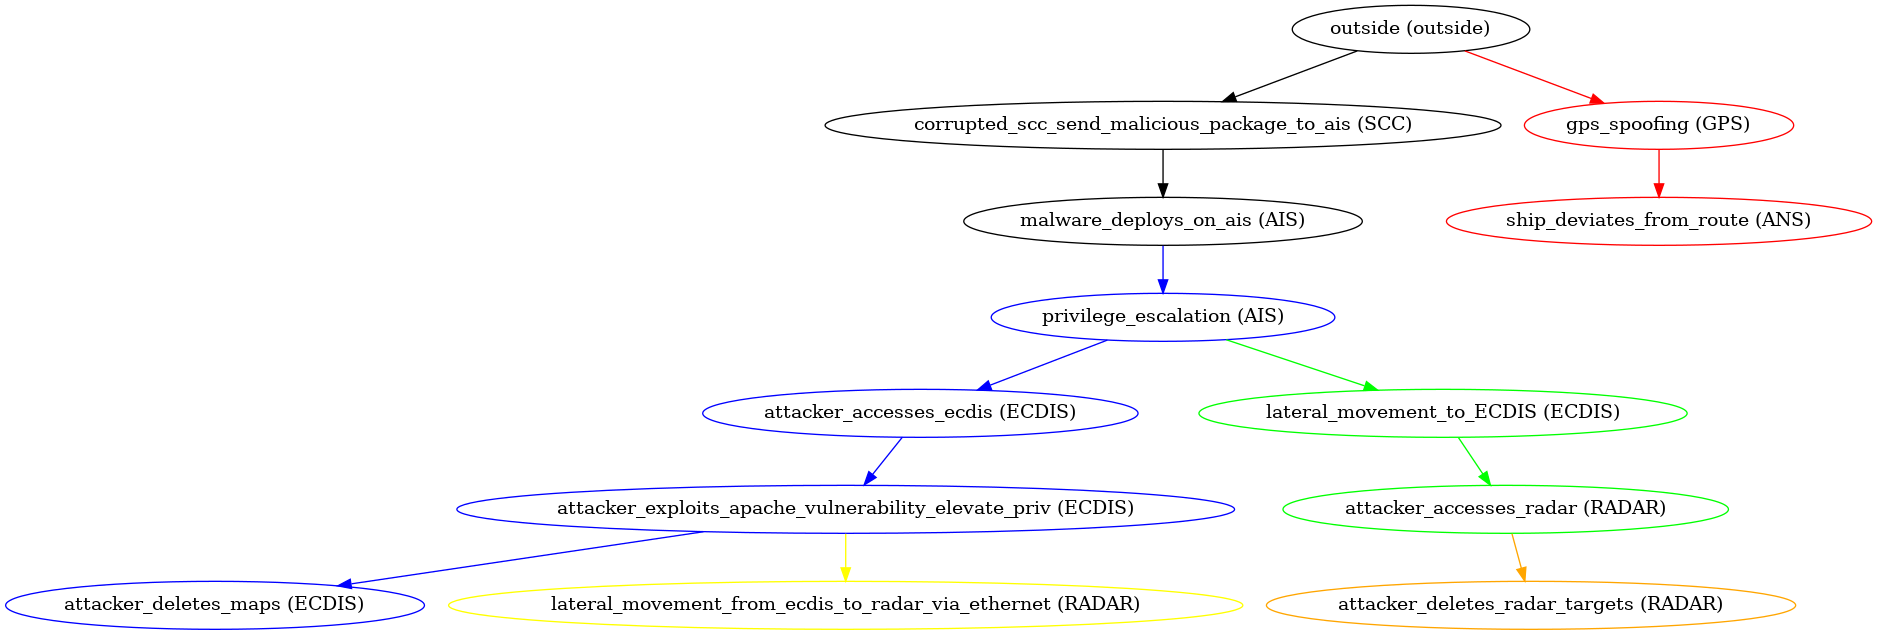 outside (outside)
corrupted_scc_send_malicious_package_to_ais (SCC)
gps_spoofing (GPS)
malware_deploys_on_ais (AIS)
ship_deviates_from_route (ANS)
privilege_escalation (AIS)
attacker_accesses_ecdis (ECDIS)
lateral_movement_to_ECDIS (ECDIS)
attacker_exploits_apache_vulnerability_elevate_priv (ECDIS)
attacker_accesses_radar (RADAR)
attacker_deletes_maps (ECDIS)
lateral_movement_from_ecdis_to_radar_via_ethernet (RADAR)
attacker_deletes_radar_targets (RADAR)